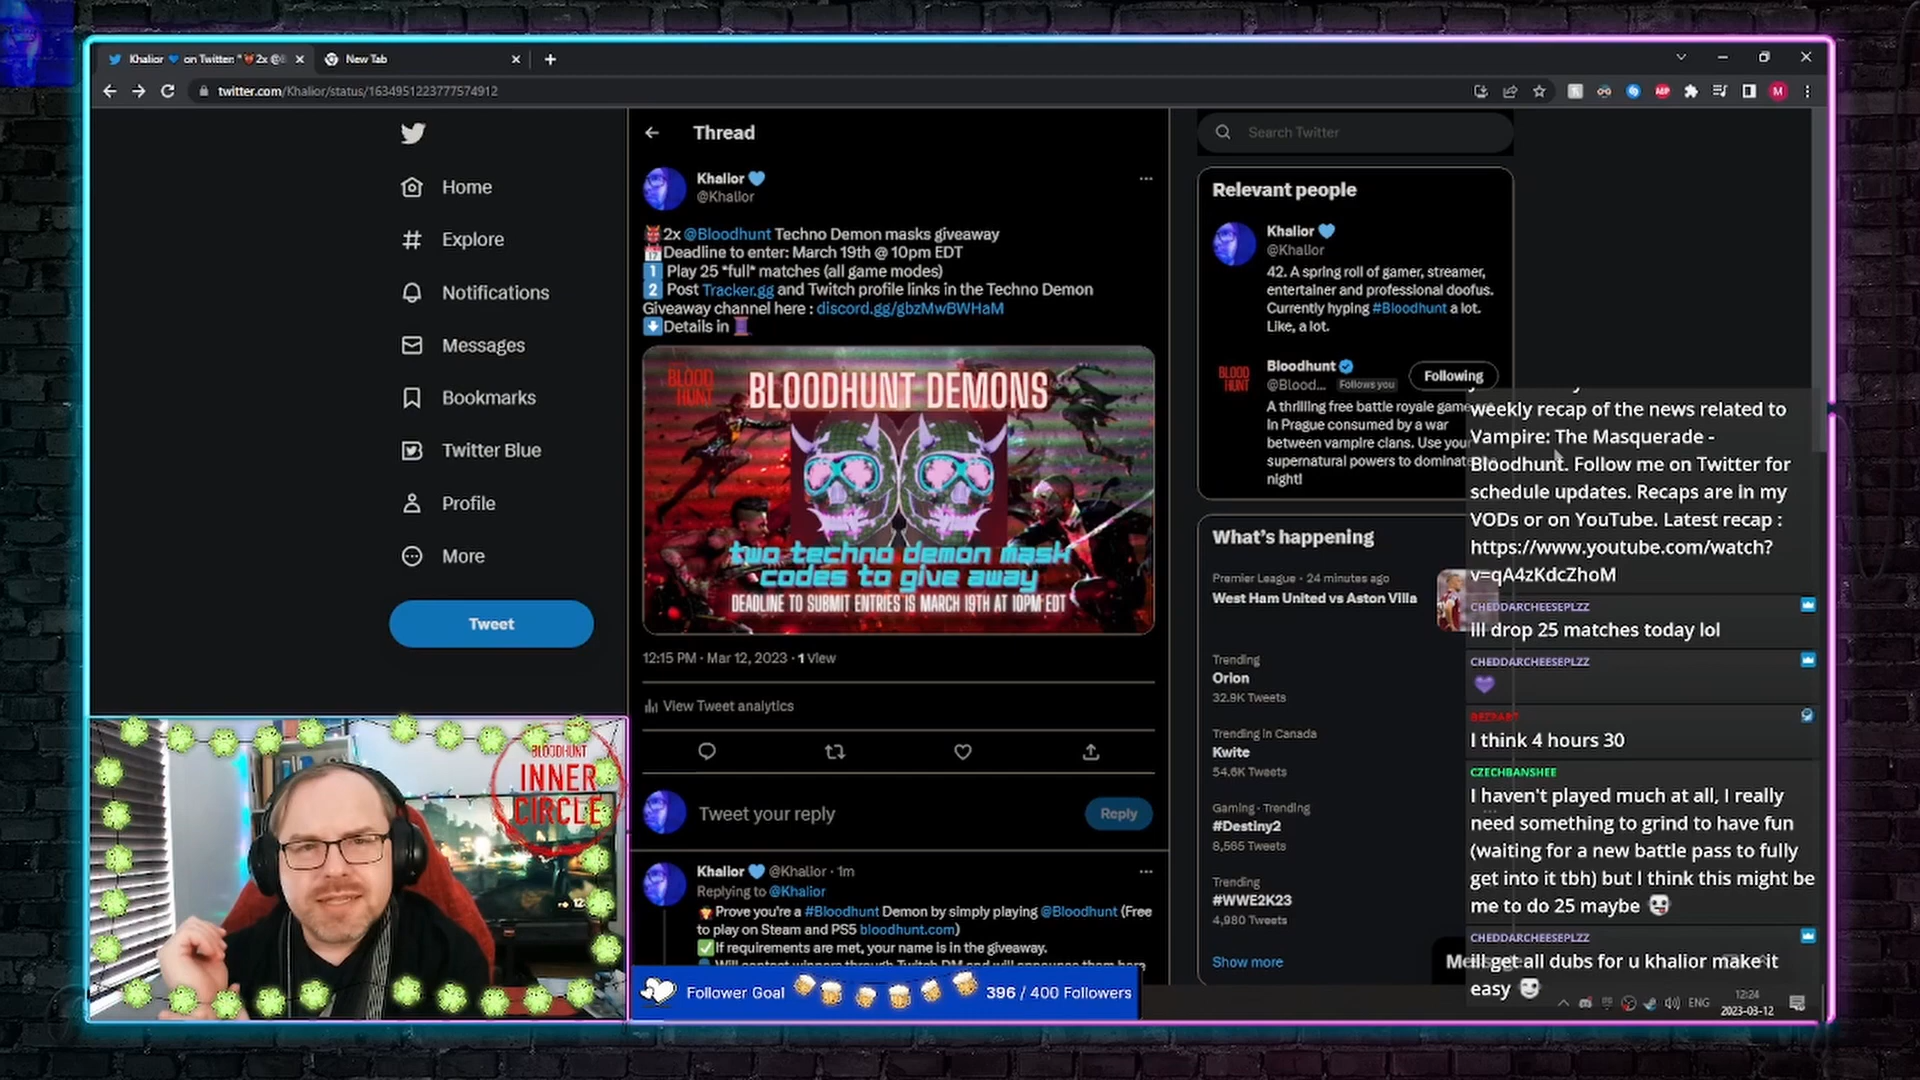 Khalior 💙 on Twitter: "👹2x @B
New Tab
twitter.com/Khalior/status/1634951223777574912
Home
Explore
Notifications
Messages
Bookmarks
Twitter Blue
Profile
More
Tweet
Thread
Khalior 💙
@Khalior
👹2x @Bloodhunt Techno Demon masks giveaway
📅Deadline to enter: March 19th @ 10pm EDT
1️⃣ Play 25 *full* matches (all game modes)
2️⃣ Post Tracker.gg and Twitch profile links in the Techno Demon
Giveaway channel here : discord.gg/gbzMwBWHaM
⬇️Details in 🧵
BLOOD
HUNT
BLOODHUNT DEMONS
two techno demon mask
codes to give away
DEADLINE TO SUBMIT ENTRIES IS MARCH 19TH AT 10PM EDT
12:15 PM · Mar 12, 2023 · 1 View
View Tweet analytics
Tweet your reply
Reply
Khalior 💙 @Khalior · 1m
Replying to @Khalior
Prove you're a #Bloodhunt Demon by simply playing @Bloodhunt (Free
to play on Steam and PS5 bloodhunt.com)
✅If requirements are met, your name is in the giveaway.
Will contact winners through Twitch DM and will announce them here
Follower Goal
396 / 400 Followers
Search Twitter
Relevant people
Khalior 💙
@Khalior
42. A spring roll of gamer, streamer,
entertainer and professional doofus.
Currently hyping #Bloodhunt a lot.
Like, a lot.
BLOOD
HUNT
Bloodhunt
@Blood... Follows you
Following
A thrilling free battle royale game
in Prague consumed by a war
between vampire clans. Use you
supernatural powers to dominat
night!
What's happening
Premier League · 24 minutes ago
West Ham United vs Aston Villa
Trending
Orion
32.9K Tweets
Trending in Canada
Kwite
54.6K Tweets
Gaming · Trending
#Destiny2
8,565 Tweets
Trending
#WWE2K23
4,980 Tweets
Show more
weekly recap of the news related to
Vampire: The Masquerade -
Bloodhunt. Follow me on Twitter for
schedule updates. Recaps are in my
VODs or on YouTube. Latest recap :
https://www.youtube.com/watch?
v=qA4zKdcZhoM
CHEDDARCHEESEPLZZ
ill drop 25 matches today lol
CHEDDARCHEESEPLZZ
💜
I think 4 hours 30
CZECHBANSHEE
I haven't played much at all, I really
need something to grind to have fun
(waiting for a new battle pass to fully
get into it tbh) but I think this might be
me to do 25 maybe
CHEDDARCHEESEPLZZ
ill get all dubs for u khalior make it
easy
ENG
12:24
2023-03-12
BLOODHUNT
INNER
CIRCLE